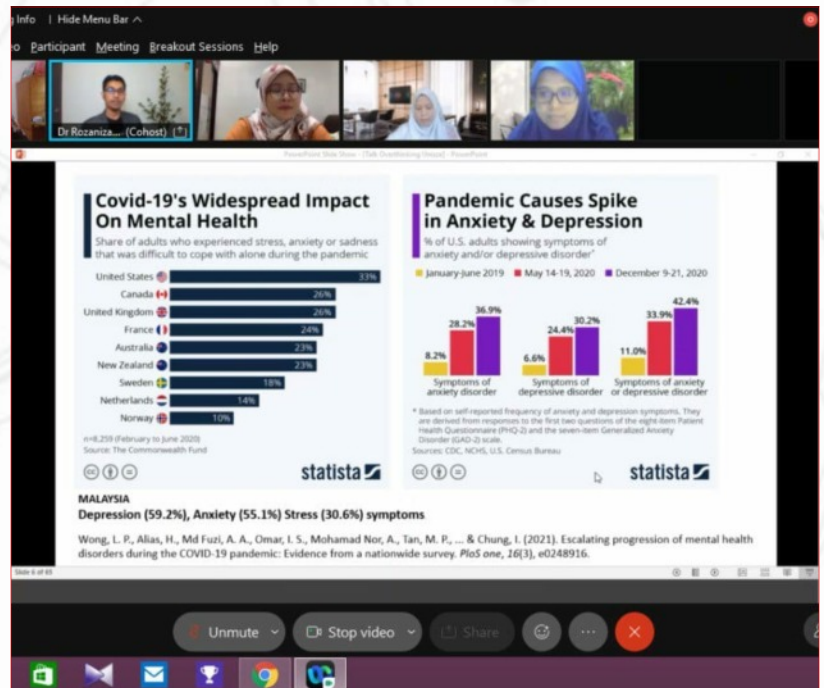 Info | Hide Menu Bar ^
Participant Meeting Breakout Sessions Help
Dr Rozaniza... (Cohost)
PowerPoint Slide Show - [Talk Overthinking Umasa] - PowerPoint
Covid-19's Widespread Impact
On Mental Health
Share of adults who experienced stress, anxiety or sadness
that was difficult to cope with alone during the pandemic
United States 33%
Canada 26%
United Kingdom 26%
France 24%
Australia 23%
New Zealand 23%
Sweden 18%
Netherlands 14%
Norway 10%
n=8,259 (February to June 2020)
Source: The Commonwealth Fund
statista
Pandemic Causes Spike
in Anxiety & Depression
% of U.S. adults showing symptoms of
anxiety and/or depressive disorder*
January-June 2019 May 14-19, 2020 December 9-21, 2020
8.2% 28.2% 36.9%
6.6% 24.4% 30.2%
11.0% 33.9% 42.4%
Symptoms of
anxiety disorder
Symptoms of
depressive disorder
Symptoms of anxiety
or depressive disorder
* Based on self-reported frequency of anxiety and depression symptoms. They
are derived from responses to the first two questions of the eight-item Patient
Health Questionnaire (PHQ-2) and the seven-item Generalized Anxiety
Disorder (GAD-2) scale.
Sources: CDC, NCHS, U.S. Census Bureau
statista
MALAYSIA
Depression (59.2%), Anxiety (55.1%) Stress (30.6%) symptoms
Wong, L. P., Alias, H., Md Fuzi, A. A., Omar, I. S., Mohamad Nor, A., Tan, M. P., ... & Chung, I. (2021). Escalating progression of mental health
disorders during the COVID-19 pandemic: Evidence from a nationwide survey. PloS one, 16(3), e0248916.
Slide 6 of 65
Unmute
Stop video
Share